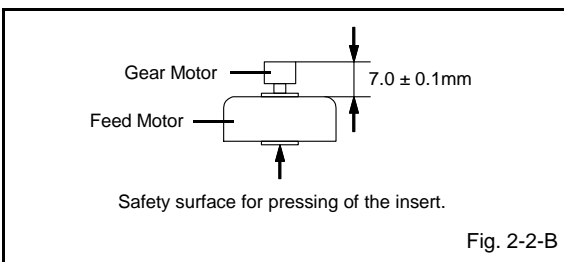 Gear Motor
7.0 ± 0.1mm
Feed Motor
Safety surface for pressing of the insert.
Fig. 2-2-B